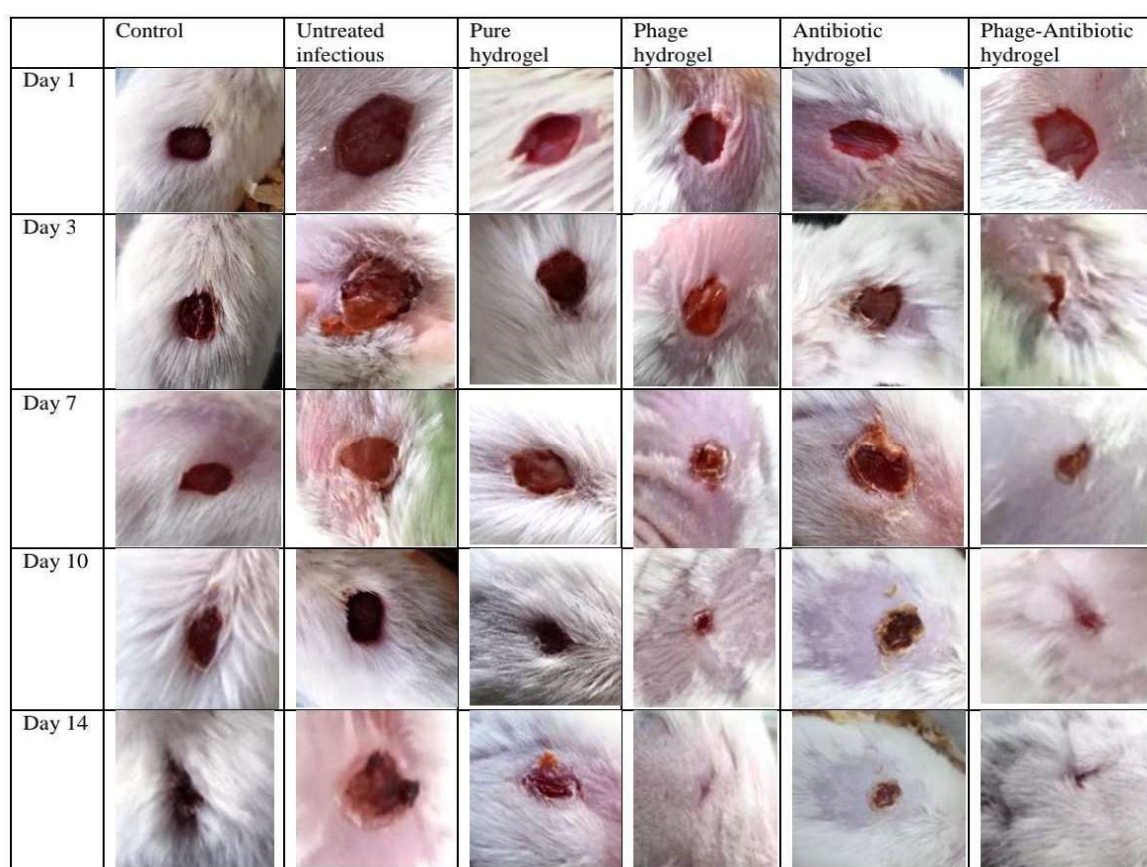 Control
Untreated
infectious
Pure
hydrogel
Phage
hydrogel
Antibiotic
hydrogel
Phage-Antibiotic
hydrogel
Day 1
Day 3
Day 7
Day 10
Day 14